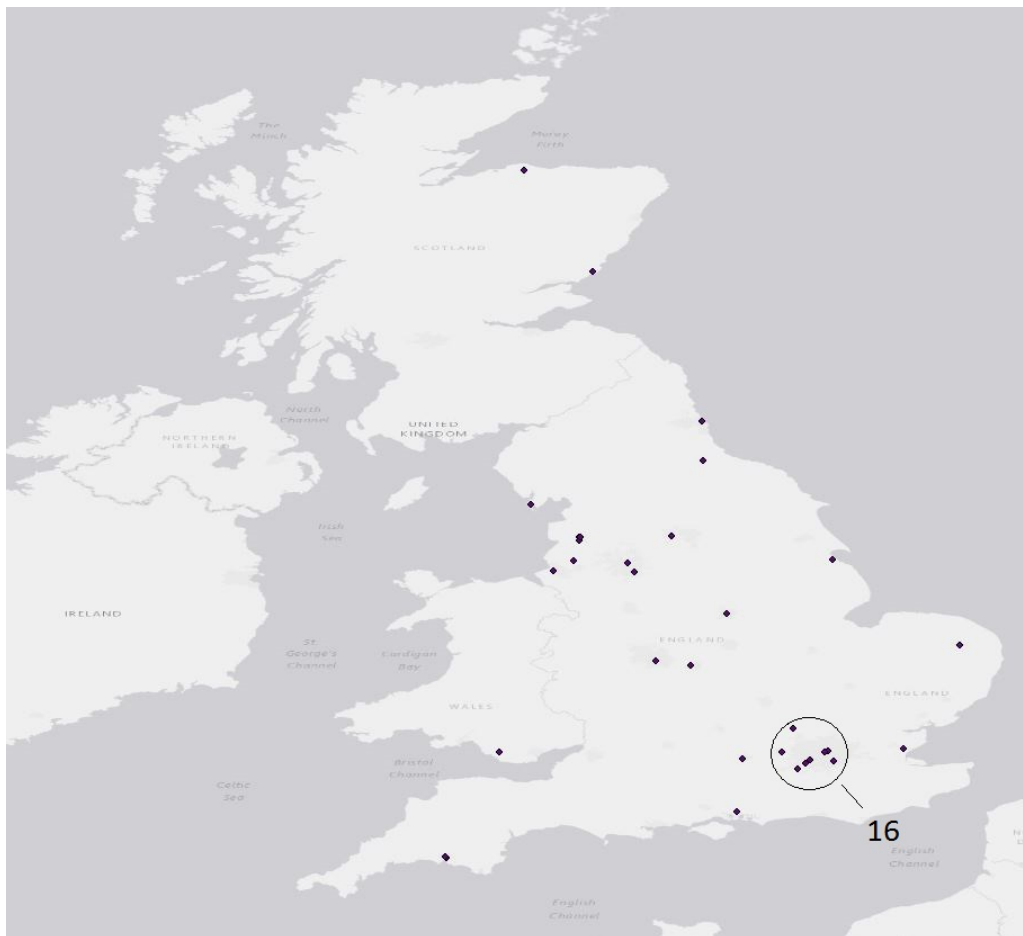 The
Minch
Moray
Firth
SCOTLAND
North
Channel
UNITED
KINGDOM
NORTHERN
IRELAND
Irish
Sea
IRELAND
St.
George's
Channel
Cardigan
Bay
ENGLAND
ENGLAND
WALES
Bristol
Channel
Celtic
Sea
16
English
Channel
English
Channel